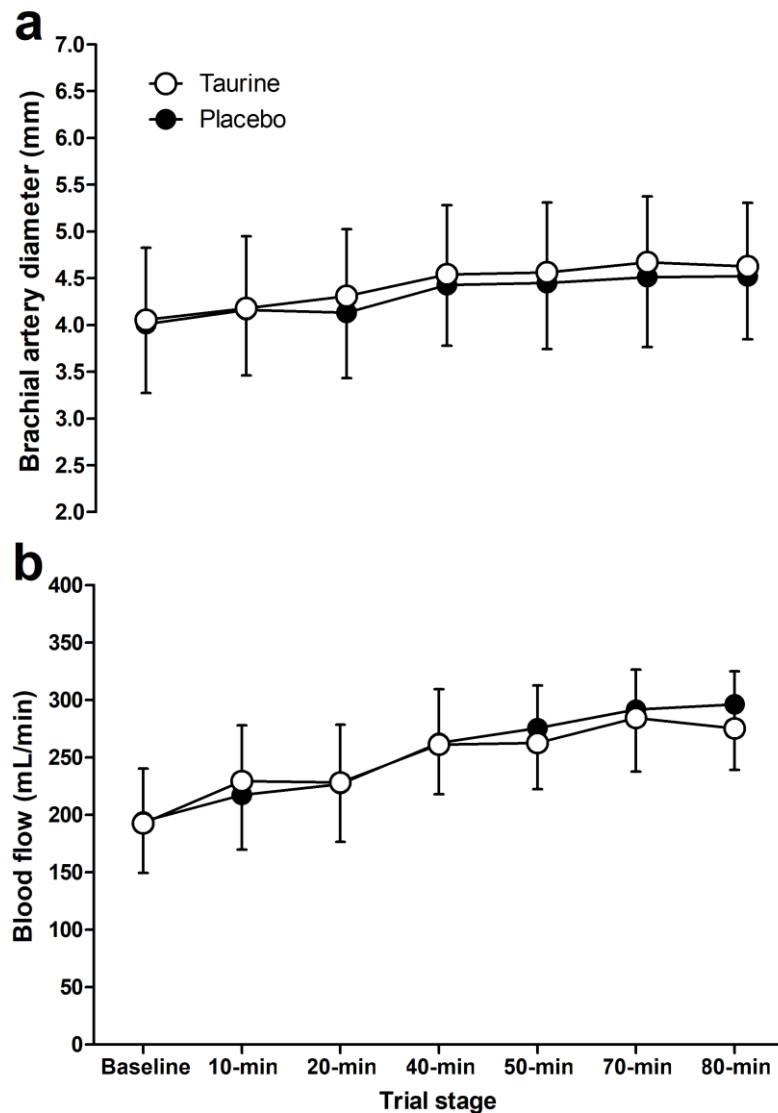 a
7.0
6.5
6.0
5.5
5.0
4.5
4.0
3.5
3.0
2.5
2.0
Brachial artery diameter (mm)
Taurine
Placebo
b
400
350
300
250
200
150
100
50
0
Blood flow (mL/min)
Baseline 10-min 20-min 40-min 50-min 70-min 80-min
Trial stage